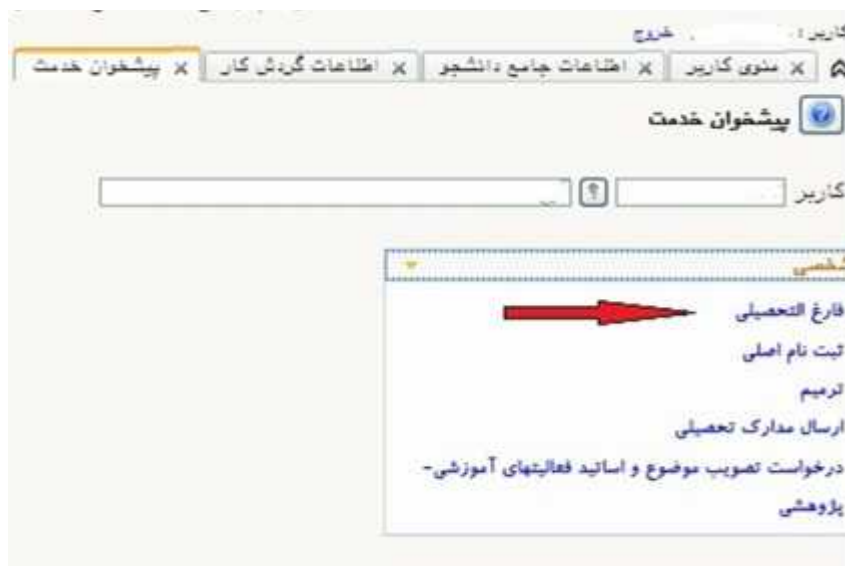 کاربر : خروج
منوی کاربر × اطلاعات جامع دانشجو × اطلاعات گردش کار × پیشخوان خدمت ×
پیشخوان خدمت
کاربر ?
شخصی
فارغ التحصیلی
ثبت نام اصلی
ترمیم
ارسال مدارک تحصیلی
درخواست تصویب موضوع و اساتید فعالیتهای آموزشی-
پژوهشی